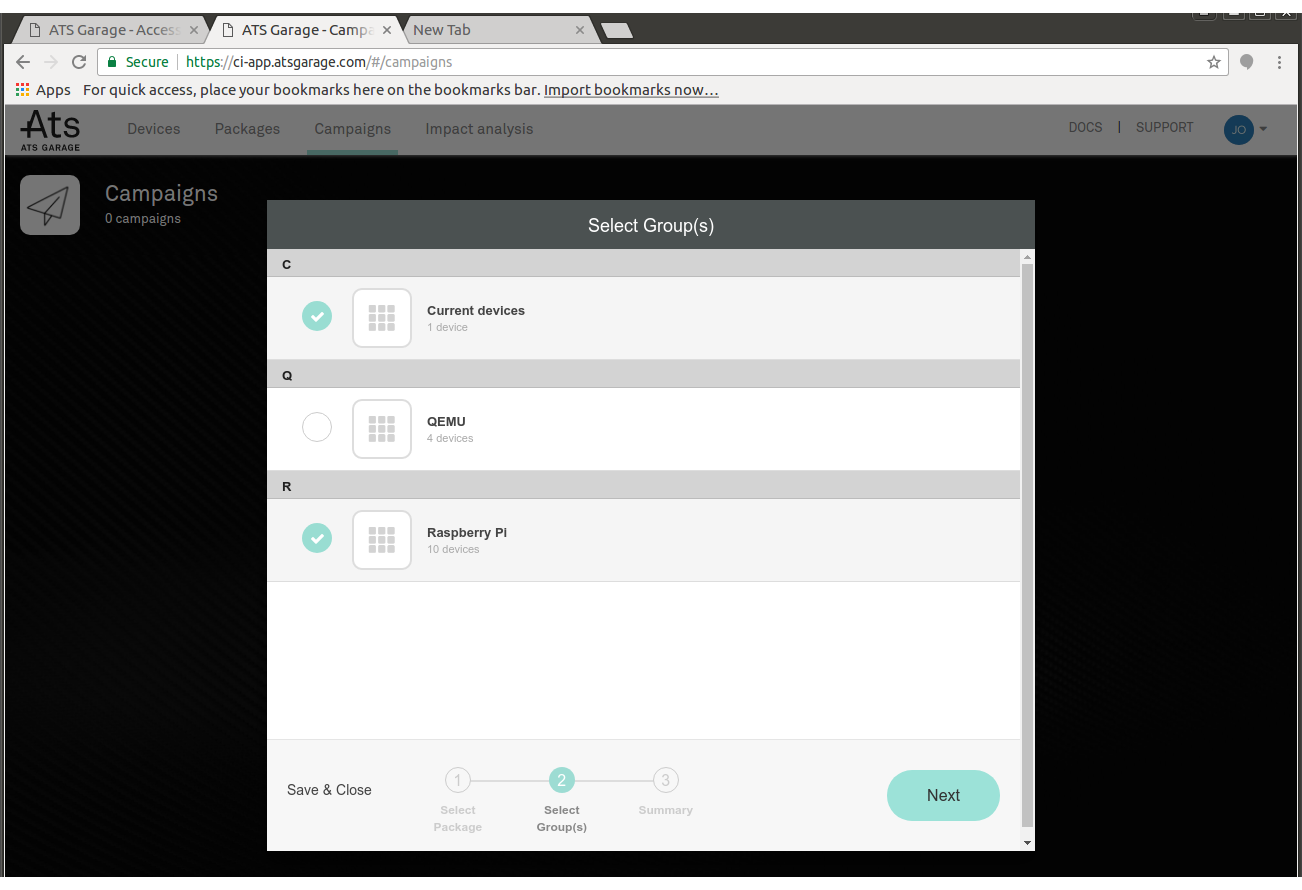 ATS Garage - Acces
ATS Garage - Campa
New Tab
Secure https://ci-app.atsgarage.com/#/campaigns
Apps For quick access, place your bookmarks here on the bookmarks bar. Import bookmarks now...
Ats
ATS GARAGE
Devices Packages Campaigns Impact analysis DOCS | SUPPORT JO
Campaigns
0 campaigns
Select Group(s)
C
Current devices
1 device
Q
QEMU
4 devices
R
Raspberry Pi
10 devices
Save & Close
1
Select
Package
2
Select
Group(s)
3
Summary
Next